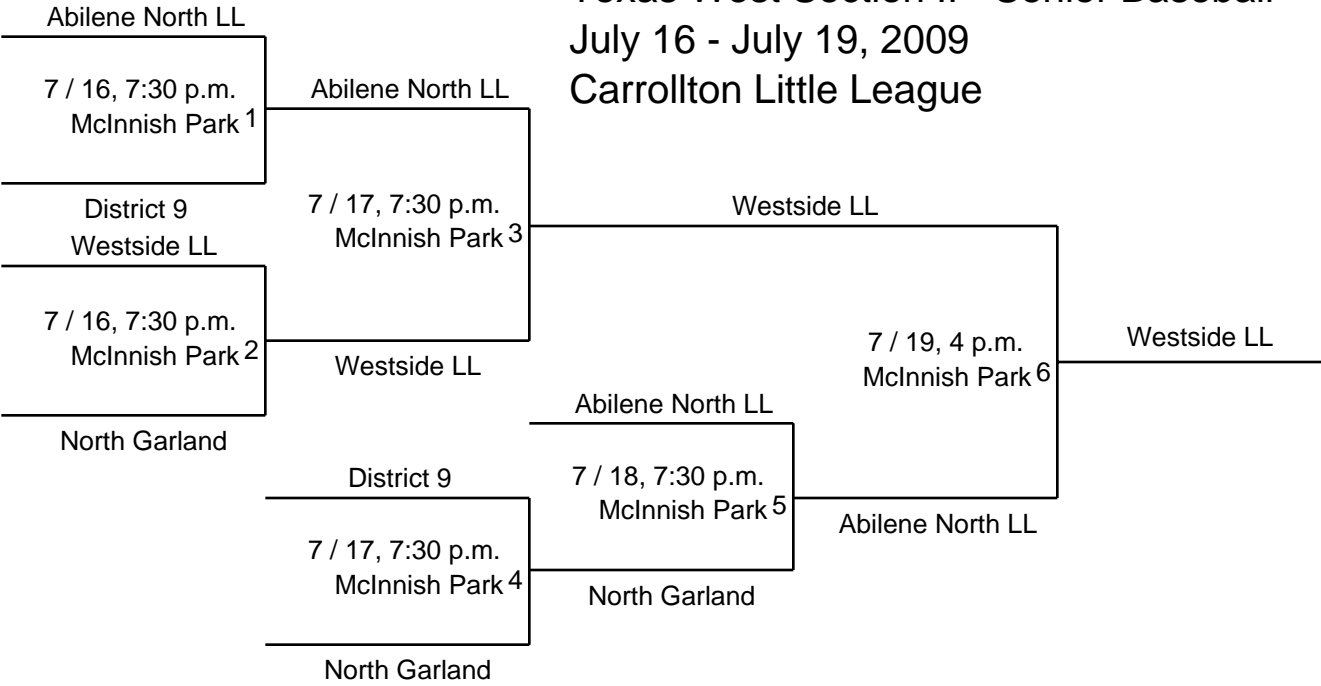 Abilene North LL
Texas West Section II - Senior Baseball
July 16 - July 19, 2009
Carrollton Little League
7 / 16, 7:30 p.m.
McInnish Park 1
Abilene North LL
District 9
Westside LL
7 / 17, 7:30 p.m.
McInnish Park 3
Westside LL
7 / 16, 7:30 p.m.
McInnish Park 2
Westside LL
North Garland
7 / 19, 4 p.m.
McInnish Park 6
Westside LL
Abilene North LL
District 9
7 / 18, 7:30 p.m.
McInnish Park 5
Abilene North LL
7 / 17, 7:30 p.m.
McInnish Park 4
North Garland
North Garland